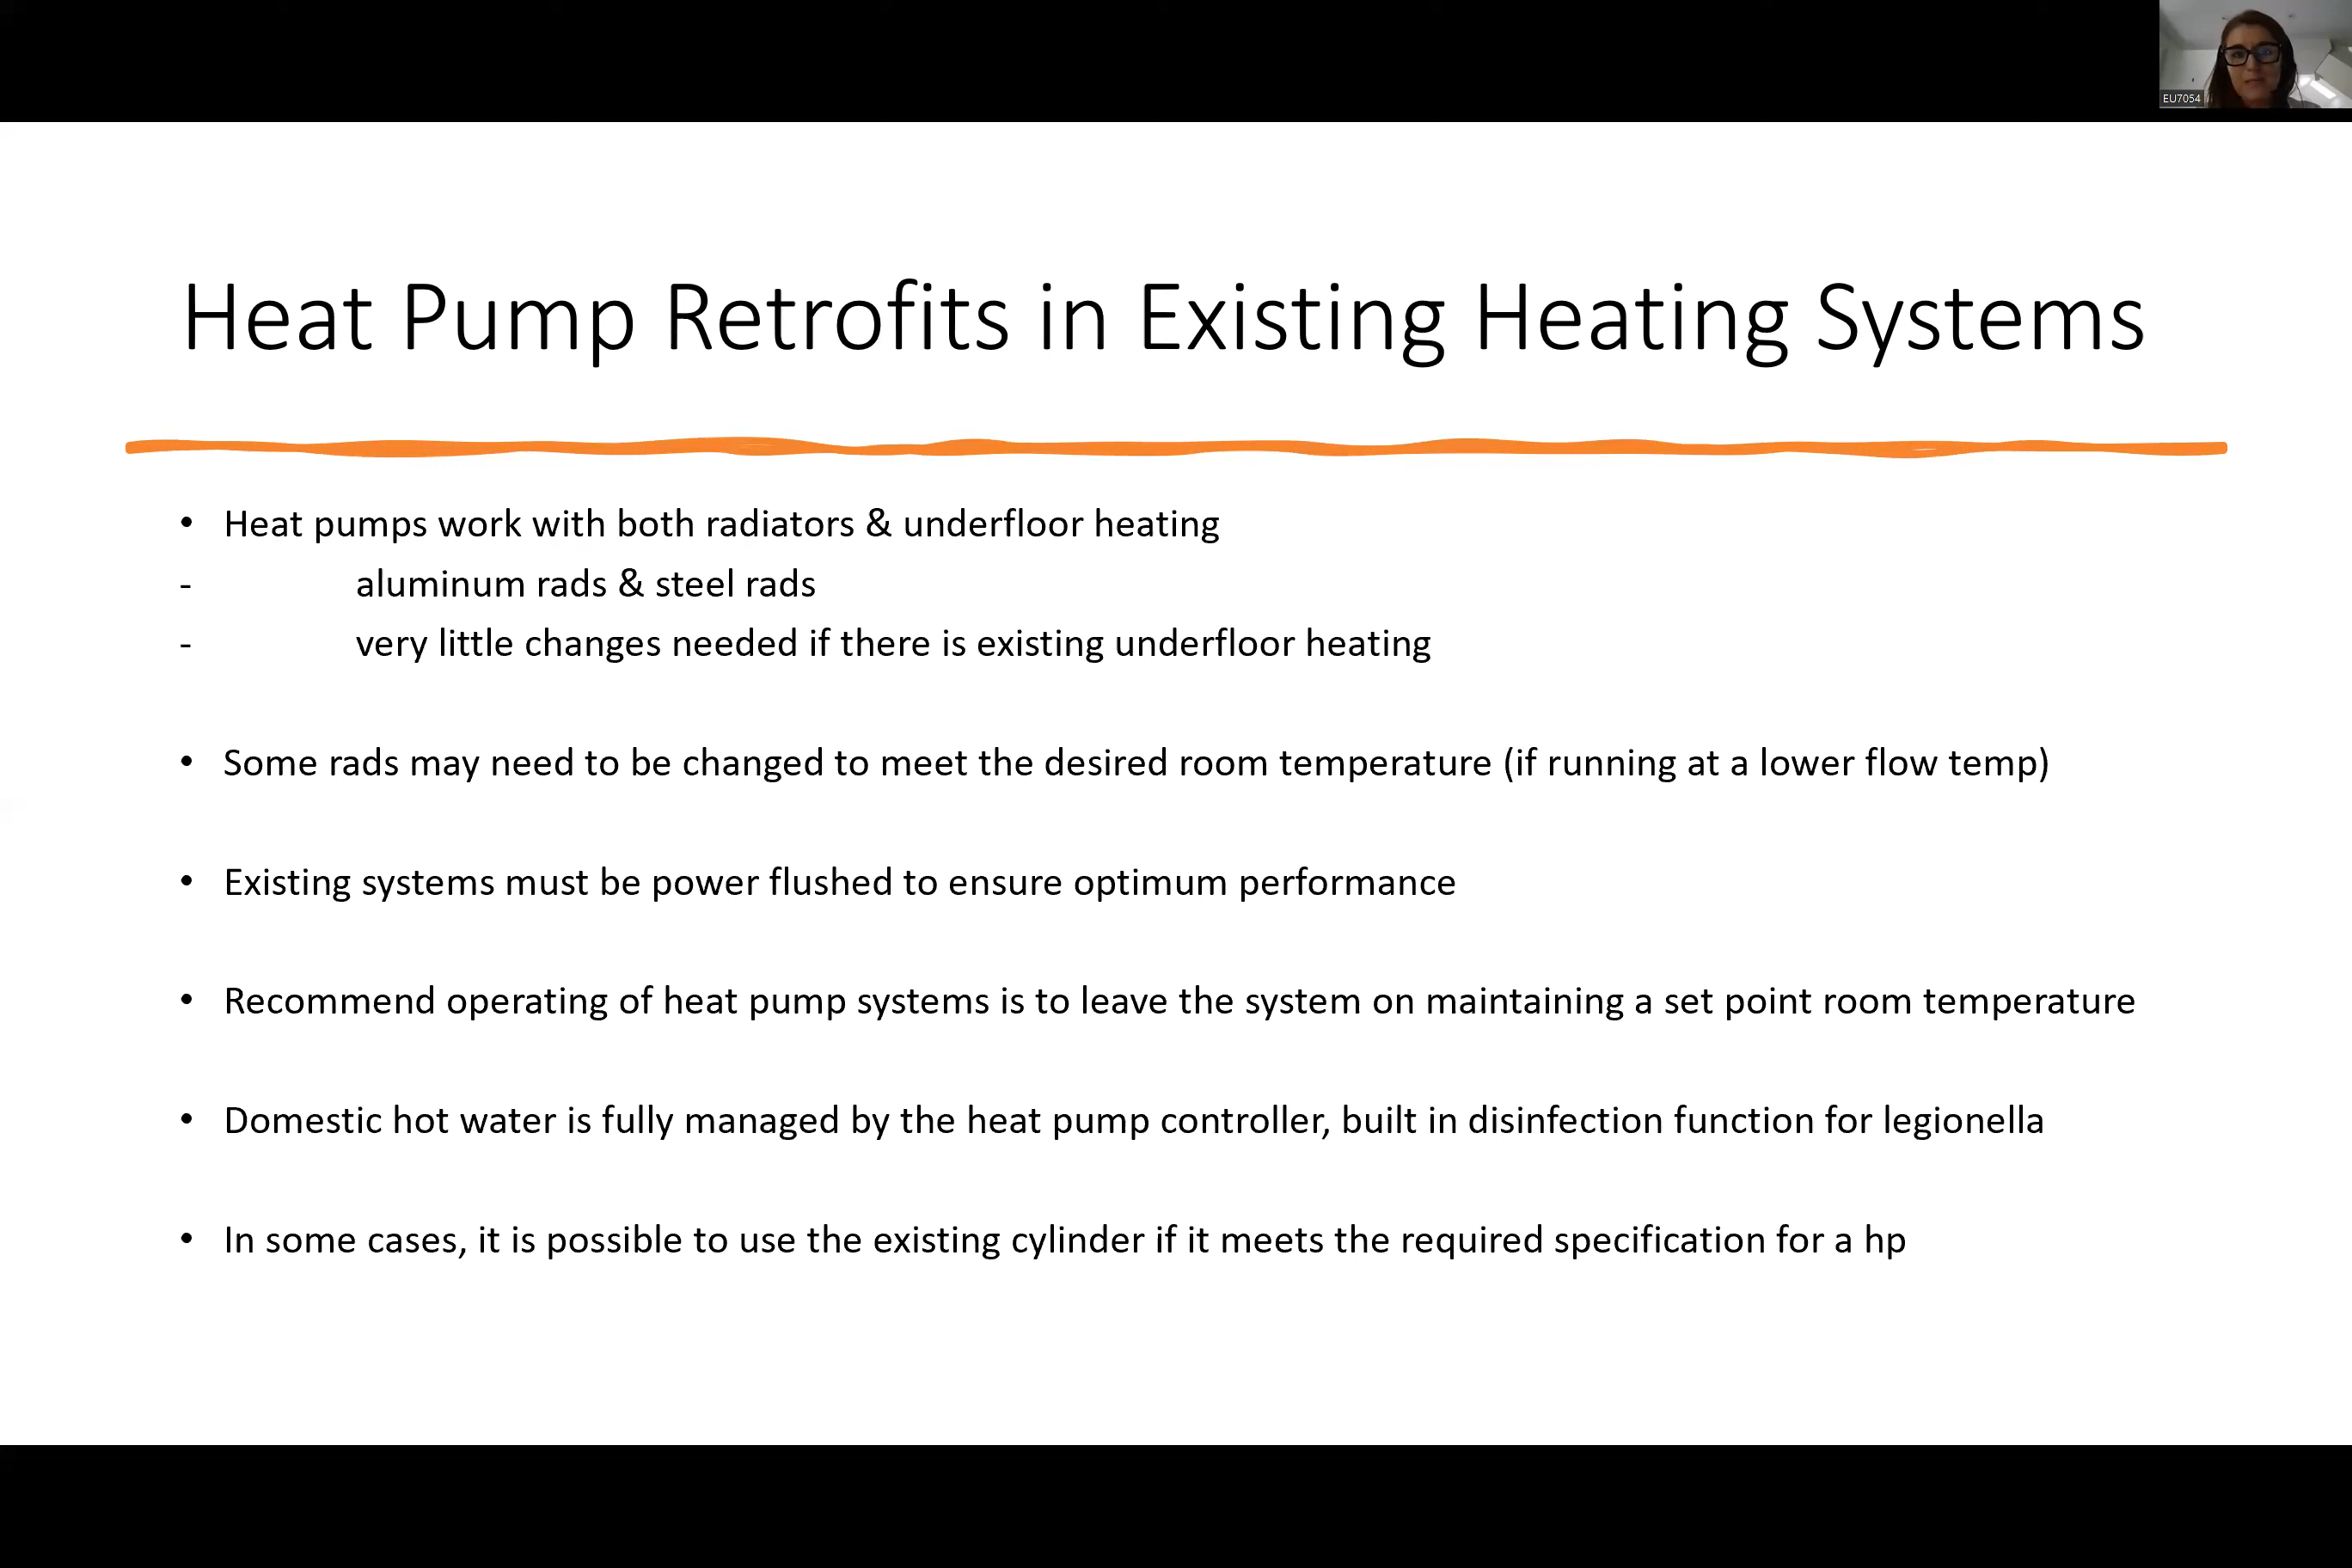 EU7054
Heat Pump Retrofits in Existing Heating Systems
• Heat pumps work with both radiators & underfloor heating
- aluminum rads & steel rads
- very little changes needed if there is existing underfloor heating
• Some rads may need to be changed to meet the desired room temperature (if running at a lower flow temp)
• Existing systems must be power flushed to ensure optimum performance
• Recommend operating of heat pump systems is to leave the system on maintaining a set point room temperature
• Domestic hot water is fully managed by the heat pump controller, built in disinfection function for legionella
• In some cases, it is possible to use the existing cylinder if it meets the required specification for a hp